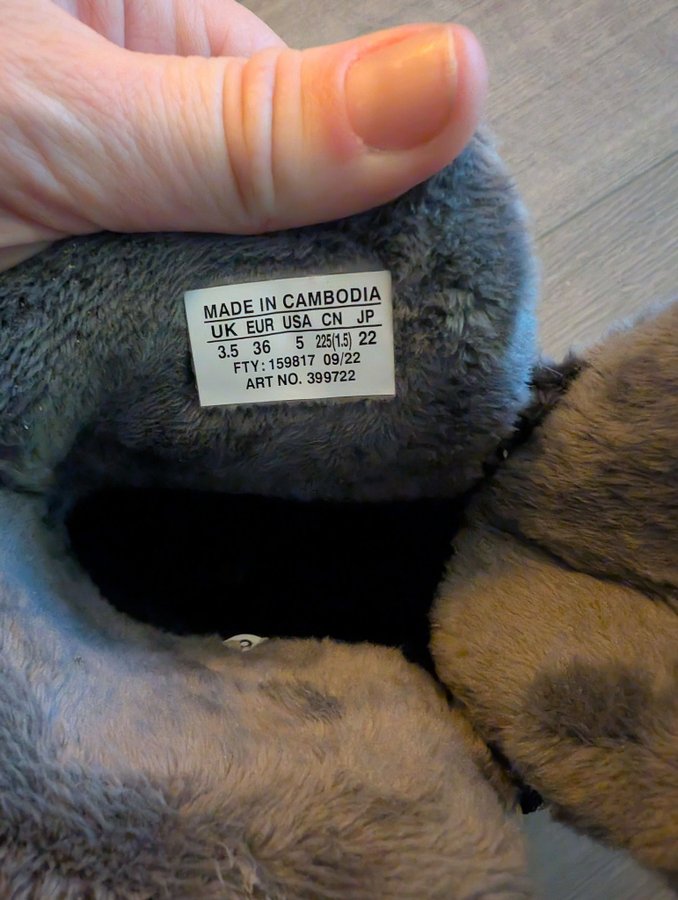 MADE IN CAMBODIA
UK EUR USA CN JP
3.5 36 5 225(1.5) 22
FTY: 159817 09/22
ART NO. 399722